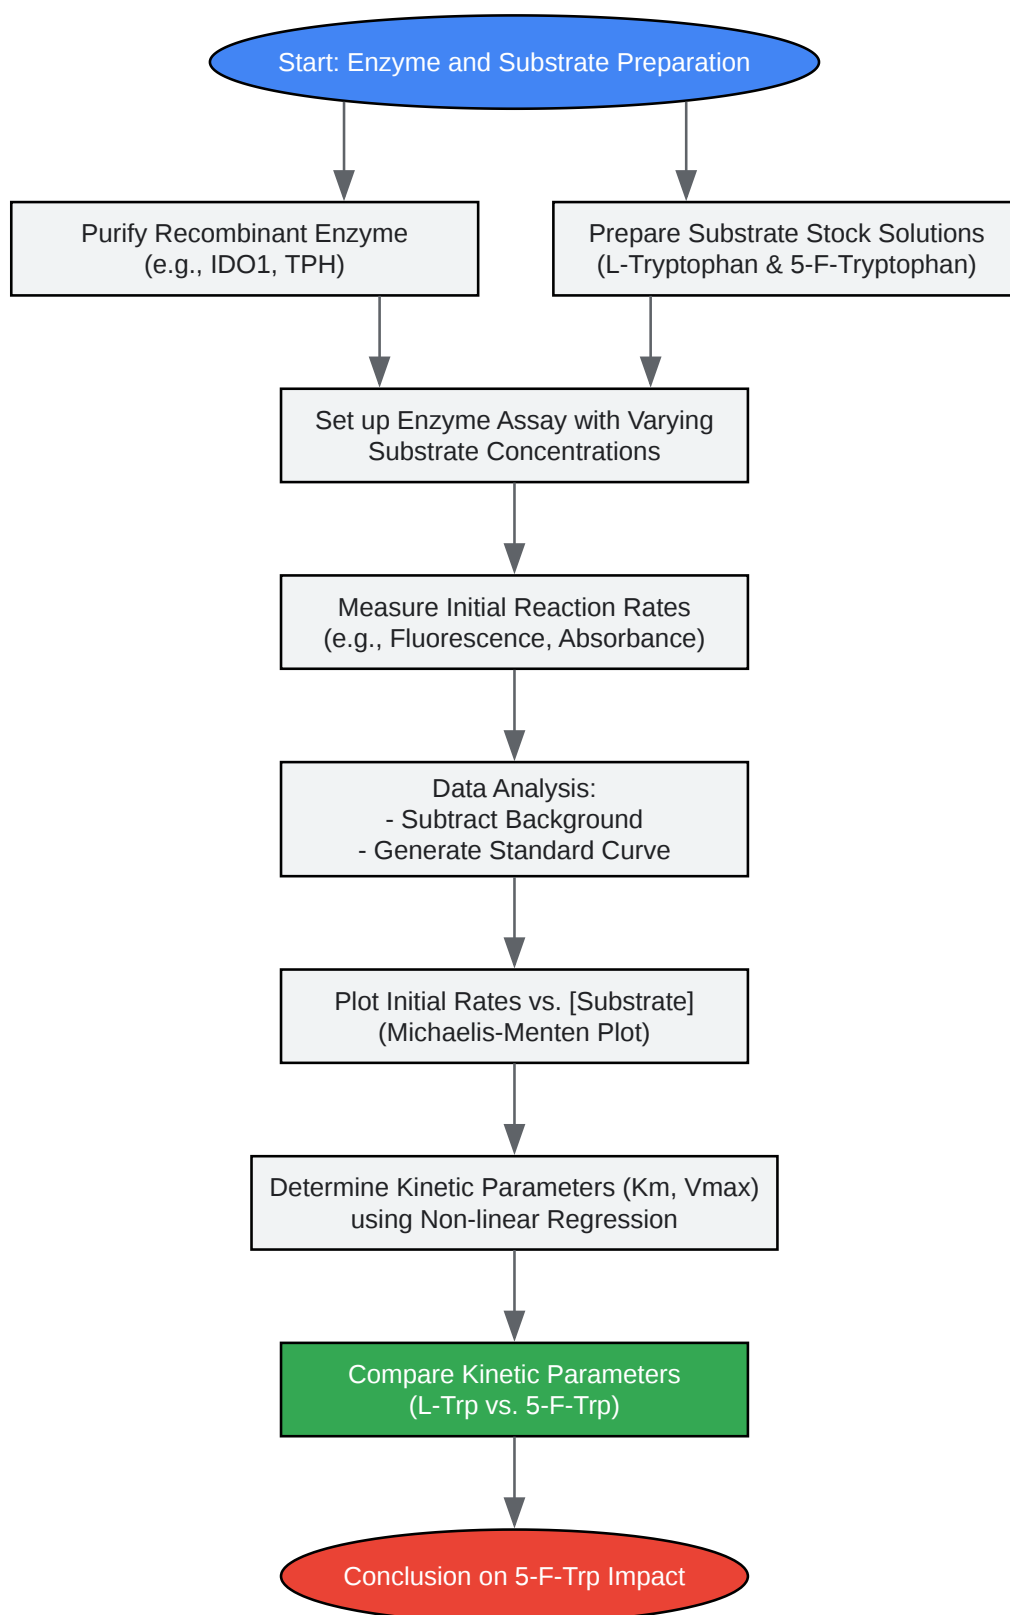 Start: Enzyme and Substrate Preparation
Purify Recombinant Enzyme
(e.g., IDO1, TPH)
Prepare Substrate Stock Solutions
(L-Tryptophan & 5-F-Tryptophan)
Set up Enzyme Assay with Varying
Substrate Concentrations
Measure Initial Reaction Rates
(e.g., Fluorescence, Absorbance)
Data Analysis:
- Subtract Background
- Generate Standard Curve
Plot Initial Rates vs. [Substrate]
(Michaelis-Menten Plot)
Determine Kinetic Parameters (Km, Vmax)
using Non-linear Regression
Compare Kinetic Parameters
(L-Trp vs. 5-F-Trp)
Conclusion on 5-F-Trp Impact